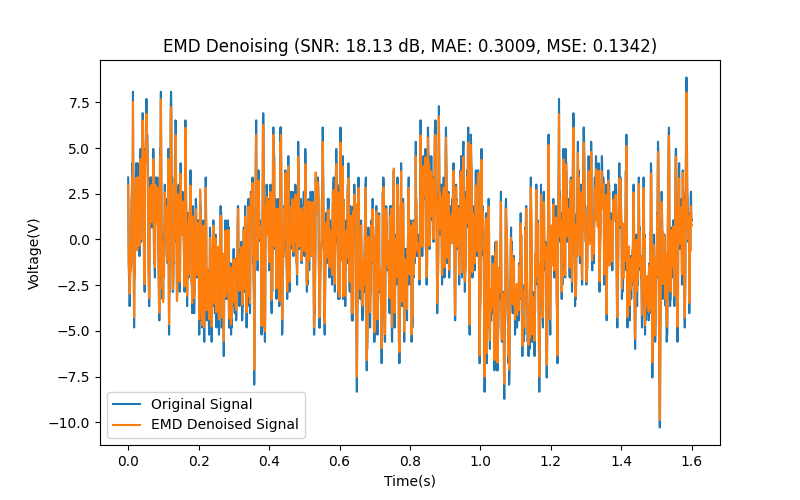 EMD Denoising (SNR: 18.13 dB, MAE: 0.3009, MSE: 0.1342)
7.5
5.0
2.5
0.0
−2.5
−5.0
−7.5
−10.0
Voltage(V)
Original Signal
EMD Denoised Signal
0.0 0.2 0.4 0.6 0.8 1.0 1.2 1.4 1.6
Time(s)